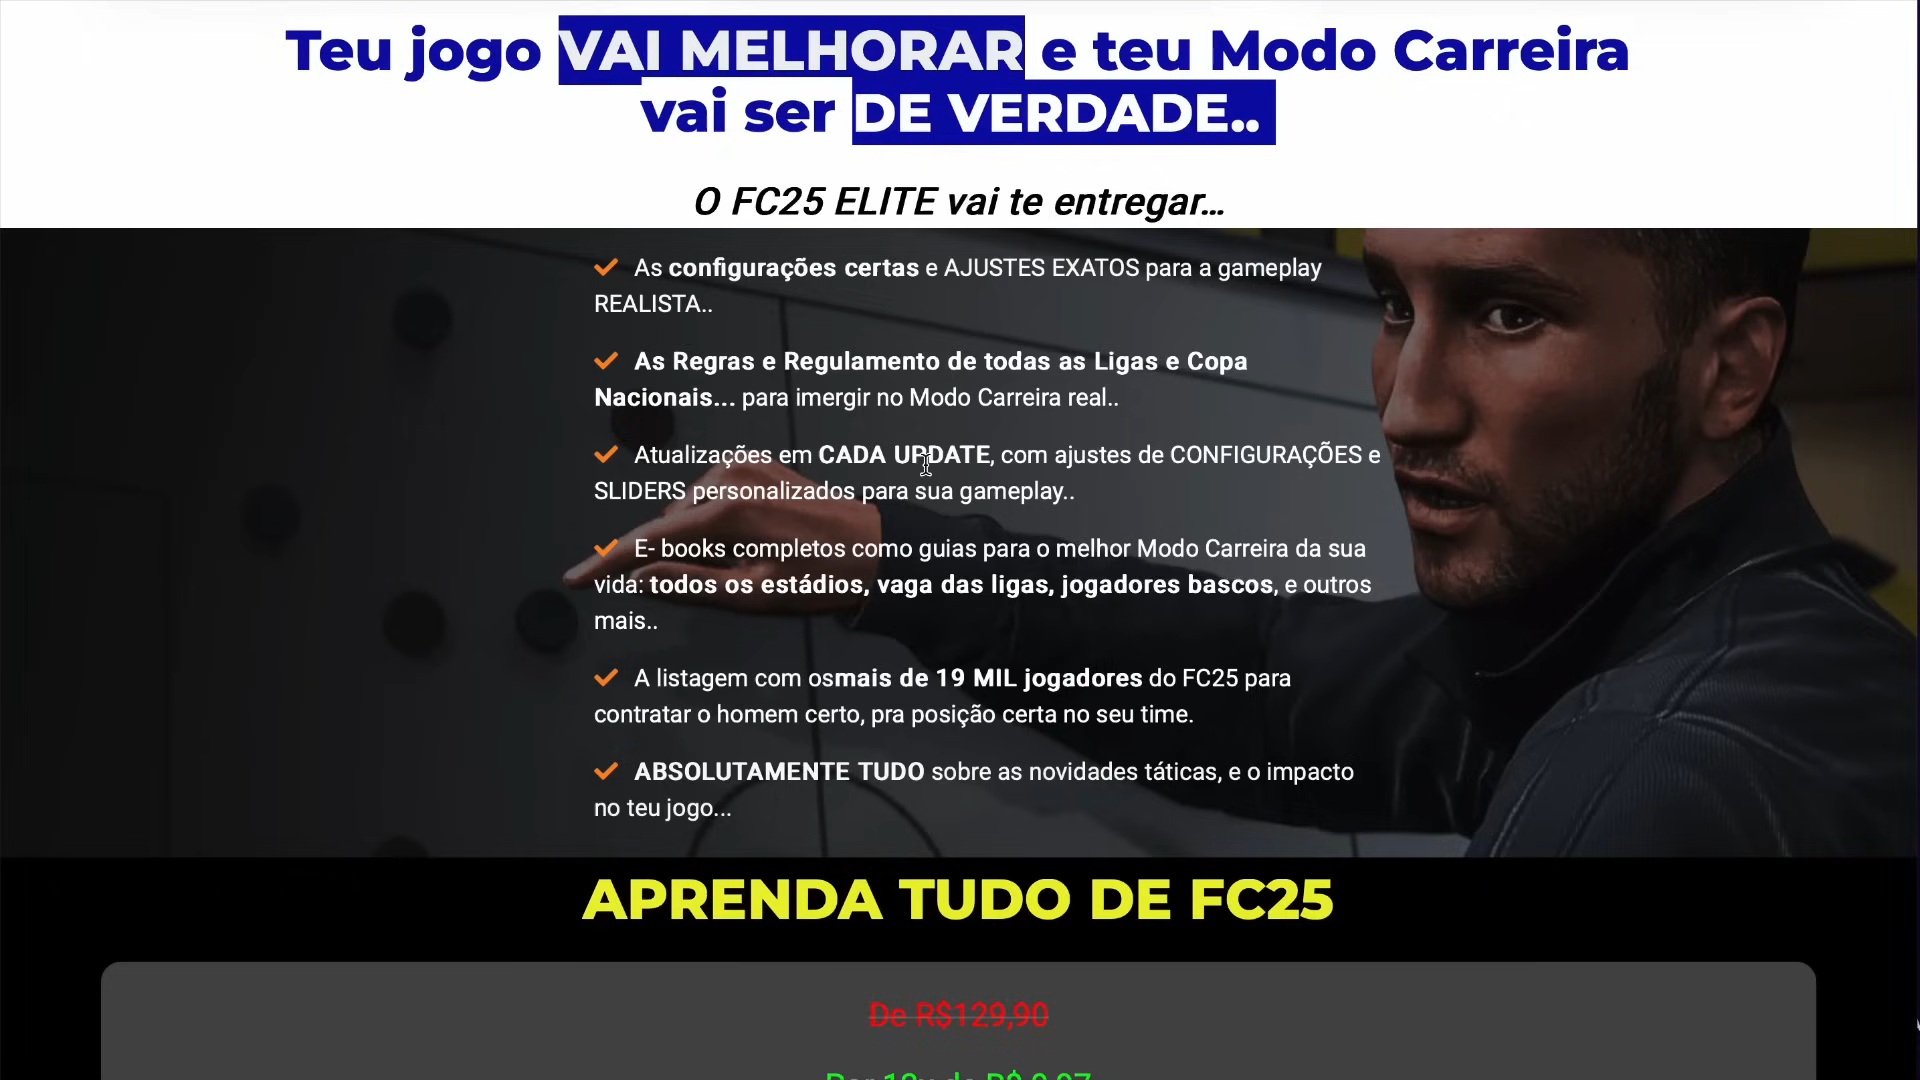 Teu jogo VAI MELHORAR e teu Modo Carreira
vai ser DE VERDADE..
O FC25 ELITE vai te entregar...
As configurações certas e AJUSTES EXATOS para a gameplay
REALISTA..
As Regras e Regulamento de todas as Ligas e Copa
Nacionais... para imergir no Modo Carreira real..
Atualizações em CADA UPDATE, com ajustes de CONFIGURAÇÕES e
SLIDERS personalizados para sua gameplay..
E- books completos como guias para o melhor Modo Carreira da sua
vida: todos os estádios, vaga das ligas, jogadores bascos, e outros
mais..
A listagem com osmais de 19 MIL jogadores do FC25 para
contratar o homem certo, pra posição certa no seu time.
ABSOLUTAMENTE TUDO sobre as novidades táticas, e o impacto
no teu jogo...
APRENDA TUDO DE FC25
De R$129,90